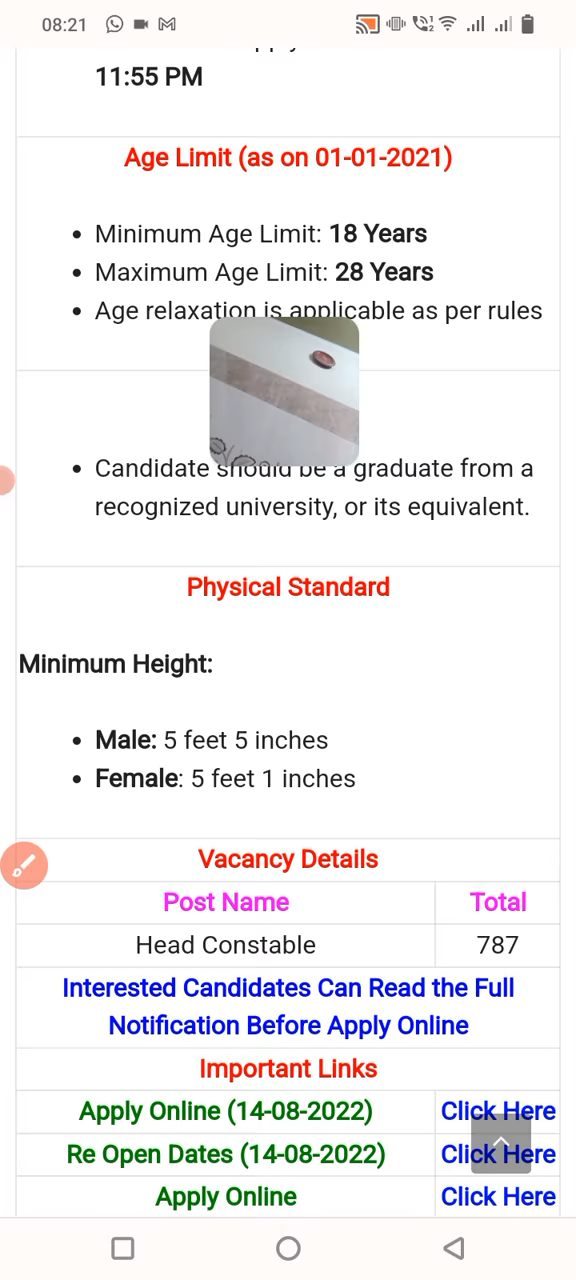 08:21
11:55 PM
Age Limit (as on 01-01-2021)
Minimum Age Limit: 18 Years
Maximum Age Limit: 28 Years
Age relaxation is applicable as per rules
Candidate should be a graduate from a
recognized university, or its equivalent.
Physical Standard
Minimum Height:
Male: 5 feet 5 inches
Female: 5 feet 1 inches
Vacancy Details
Post Name Total
Head Constable 787
Interested Candidates Can Read the Full
Notification Before Apply Online
Important Links
Apply Online (14-08-2022) Click Here
Re Open Dates (14-08-2022) Click Here
Apply Online Click Here